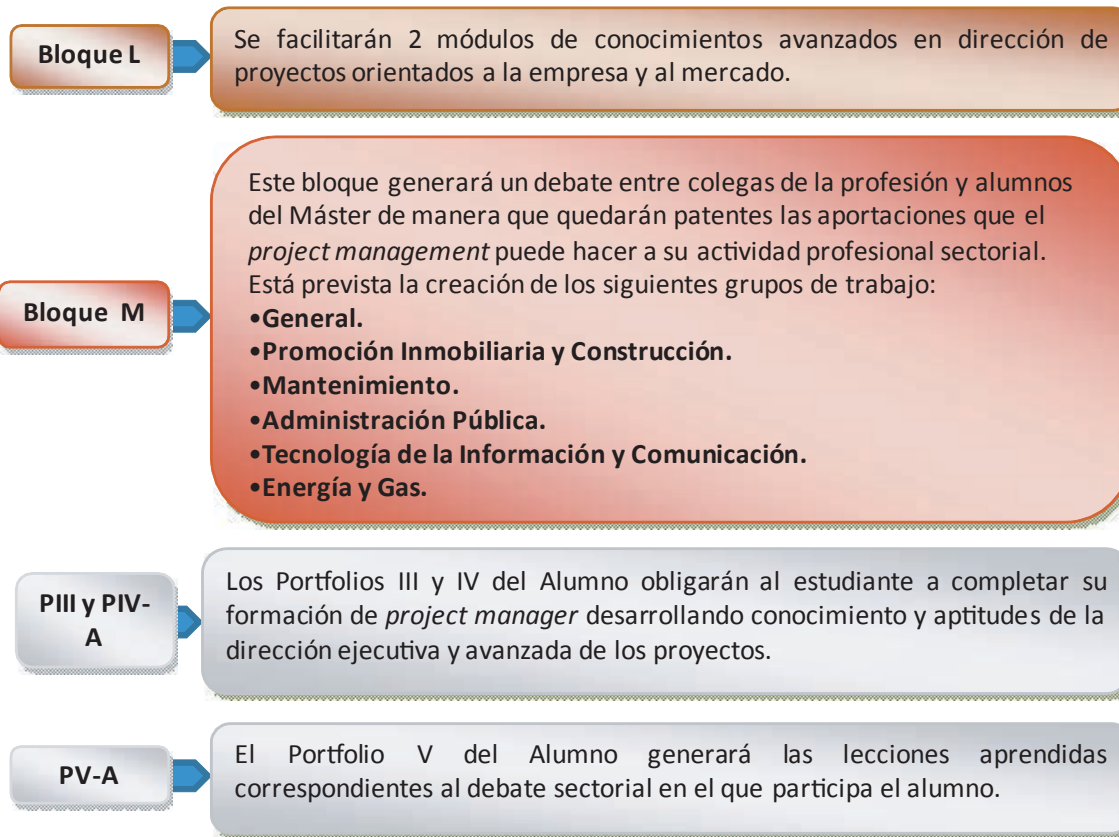 Bloque L
Se facilitarán 2 módulos de conocimientos avanzados en dirección de
proyectos orientados a la empresa y al mercado.
Bloque M
Este bloque generará un debate entre colegas de la profesión y alumnos
del Máster de manera que quedarán patentes las aportaciones que el
project management puede hacer a su actividad profesional sectorial.
Está prevista la creación de los siguientes grupos de trabajo:
•General.
•Promoción Inmobiliaria y Construcción.
•Mantenimiento.
•Administración Pública.
•Tecnología de la Información y Comunicación.
•Energía y Gas.
PIII y PIV-
A
Los Portfolios III y IV del Alumno obligarán al estudiante a completar su
formación de project manager desarrollando conocimiento y aptitudes de la
dirección ejecutiva y avanzada de los proyectos.
PV-A
El Portfolio V del Alumno generará las lecciones aprendidas
correspondientes al debate sectorial en el que participa el alumno.